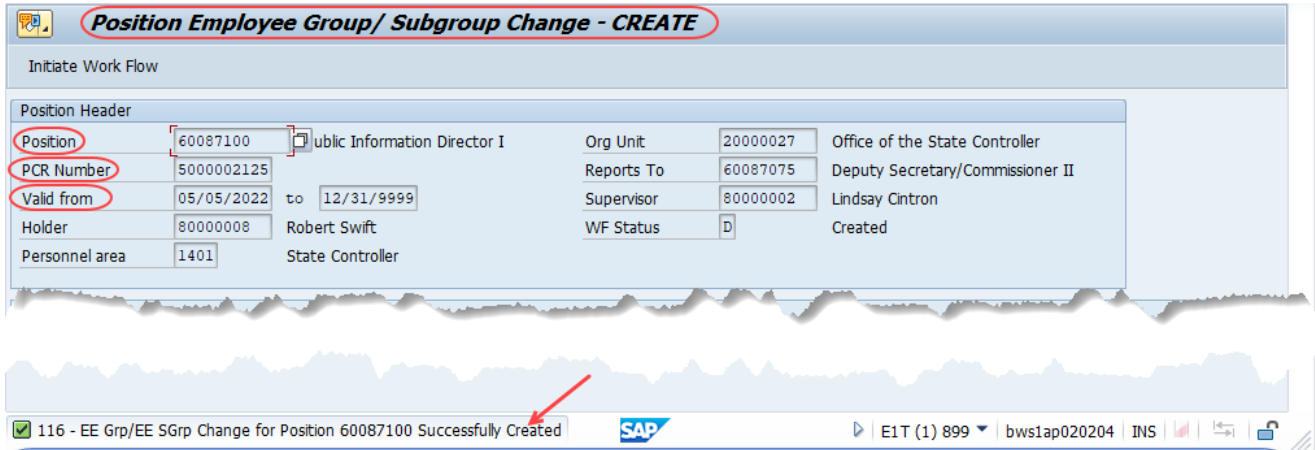 Position Employee Group/ Subgroup Change - CREATE
Initiate Work Flow
Position Header
Position 60087100 ublic Information Director I Org Unit 20000027 Office of the State Controller
PCR Number 5000002125 Reports To 60087075 Deputy Secretary/Commissioner II
Valid from 05/05/2022 to 12/31/9999 Supervisor 80000002 Lindsay Cintron
Holder 80000008 Robert Swift WF Status D Created
Personnel area 1401 State Controller
116 - EE Grp/EE SGrp Change for Position 60087100 Successfully Created SAP E1T (1) 899 bws1ap020204 INS